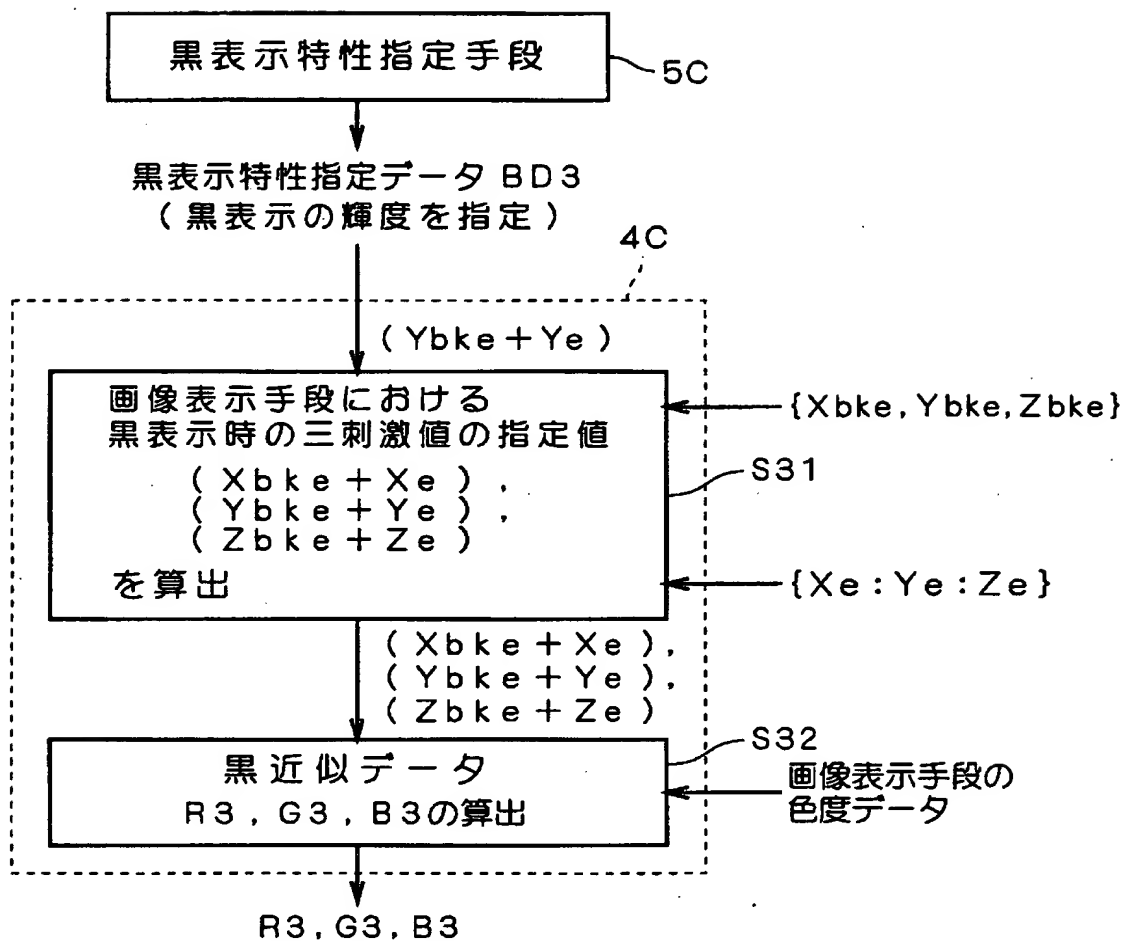 黒表示特性指定手段
5C
黒表示特性指定データBD3
(黒表示の輝度を指定)
4C
(Ybke+Ye)
画像表示手段における
黒表示時の三刺激値の指定値
(Xbke+Xe),
(Ybke+Ye),
(Zbke+Ze)
を算出
{Xbke,Ybke,Zbke}
S31
{Xe:Ye:Ze}
(Xbke+Xe),
(Ybke+Ye),
(Zbke+Ze)
S32
黒近似データ
R3,G3,B3の算出
画像表示手段の
色度データ
R3,G3,B3